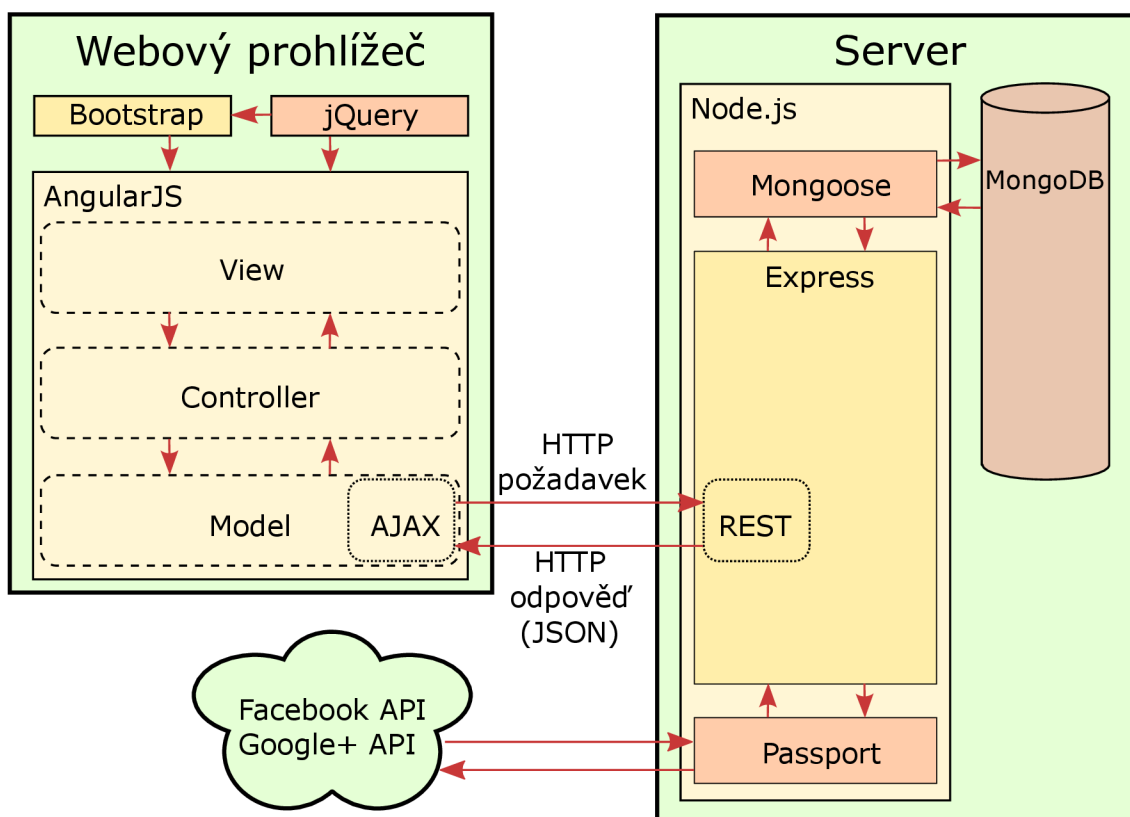 Webový prohlížeč
Bootstrap
jQuery
AngularJS
View
Controller
Model
AJAX
HTTP
požadavek
HTTP
odpověď
(JSON)
Server
Node.js
Mongoose
MongoDB
Express
REST
Passport
Facebook API
Google+ API